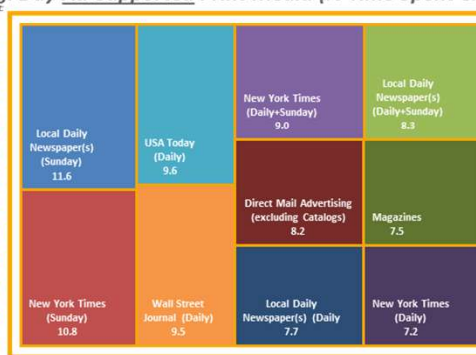 Local Daily
Newspaper(s)
(Sunday)
11.6
USA Today
(Daily)
9.6
New York Times
(Daily+Sunday)
9.0
Local Daily
Newspaper(s)
(Daily+Sunday)
8.3
Direct Mail Advertising
(excluding Catalogs)
8.2
Magazines
7.5
New York Times
(Sunday)
10.8
Wall Street
Journal (Daily)
9.5
Local Daily
Newspaper(s) (Daily
7.7
New York Times
(Daily)
7.2